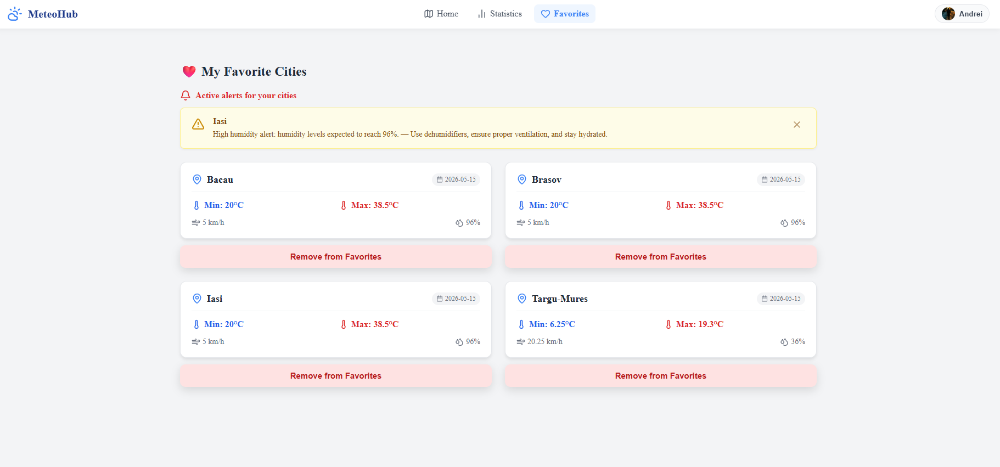 MeteoHub
Home
Statistics
Favorites
Andrei
My Favorite Cities
Active alerts for your cities
Iasi
High humidity alert: humidity levels expected to reach 96%. — Use dehumidifiers, ensure proper ventilation, and stay hydrated.
Bacau
2026-05-15
Min: 20°C
Max: 38.5°C
5 km/h
96%
Remove from Favorites
Brasov
2026-05-15
Min: 20°C
Max: 38.5°C
5 km/h
96%
Remove from Favorites
Iasi
2026-05-15
Min: 20°C
Max: 38.5°C
5 km/h
96%
Remove from Favorites
Targu-Mures
2026-05-15
Min: 6.25°C
Max: 19.3°C
20.25 km/h
36%
Remove from Favorites